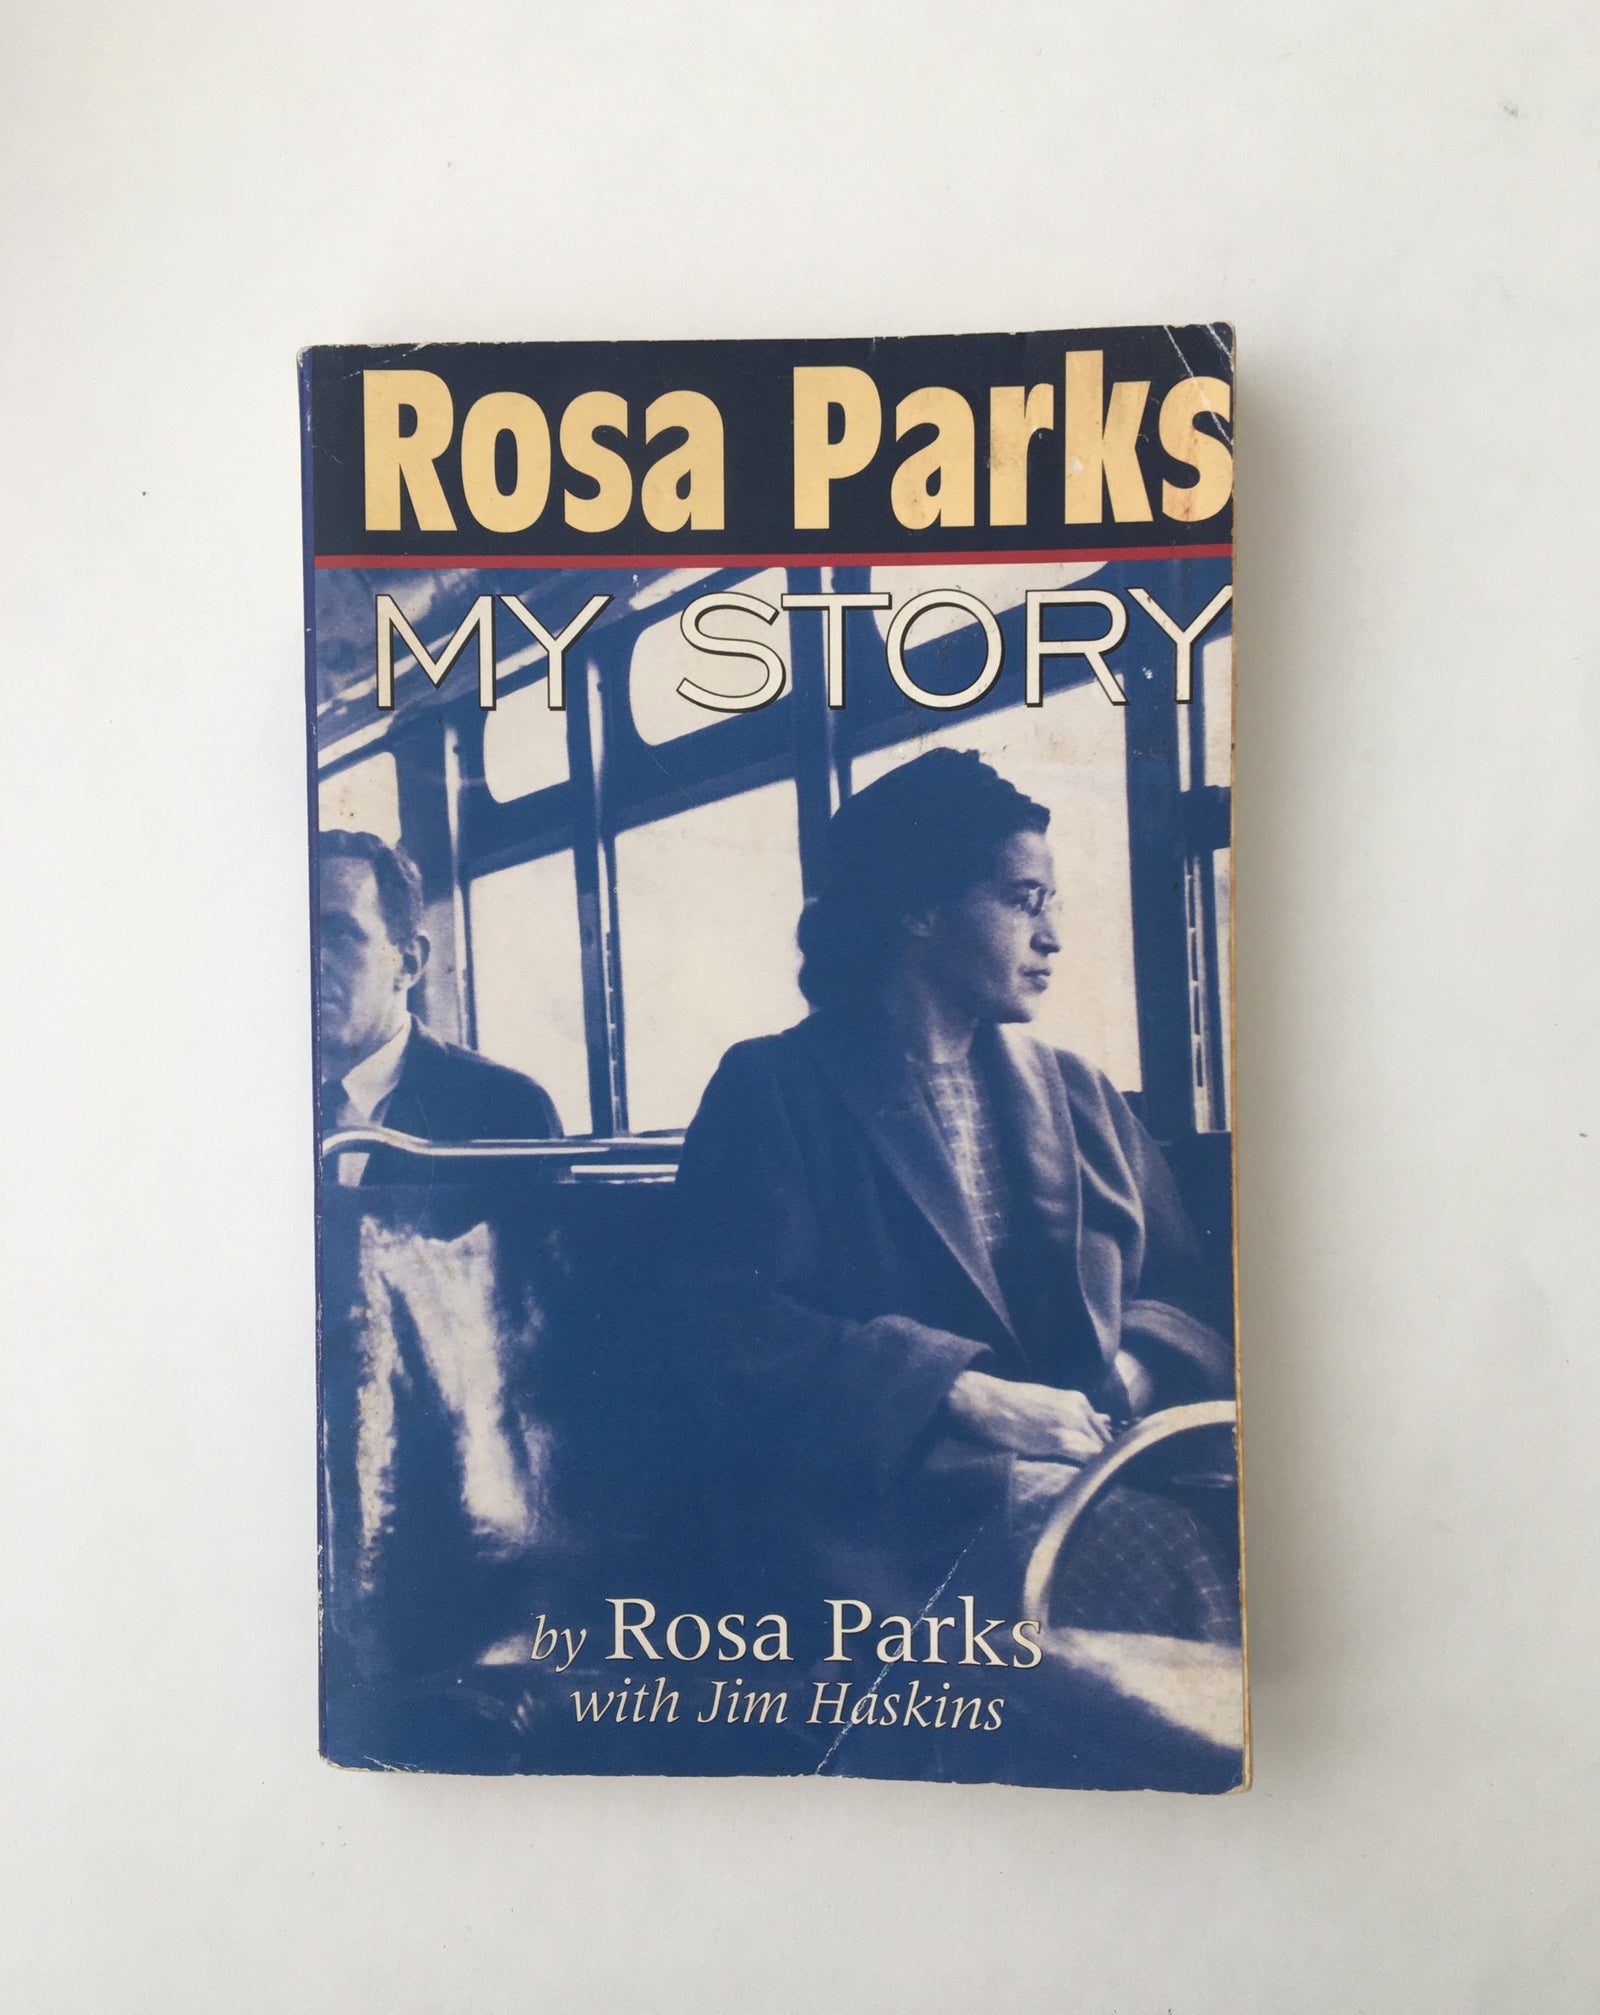 Rosa Parks
MY STORY
by Rosa Parks
with Jim Haskins